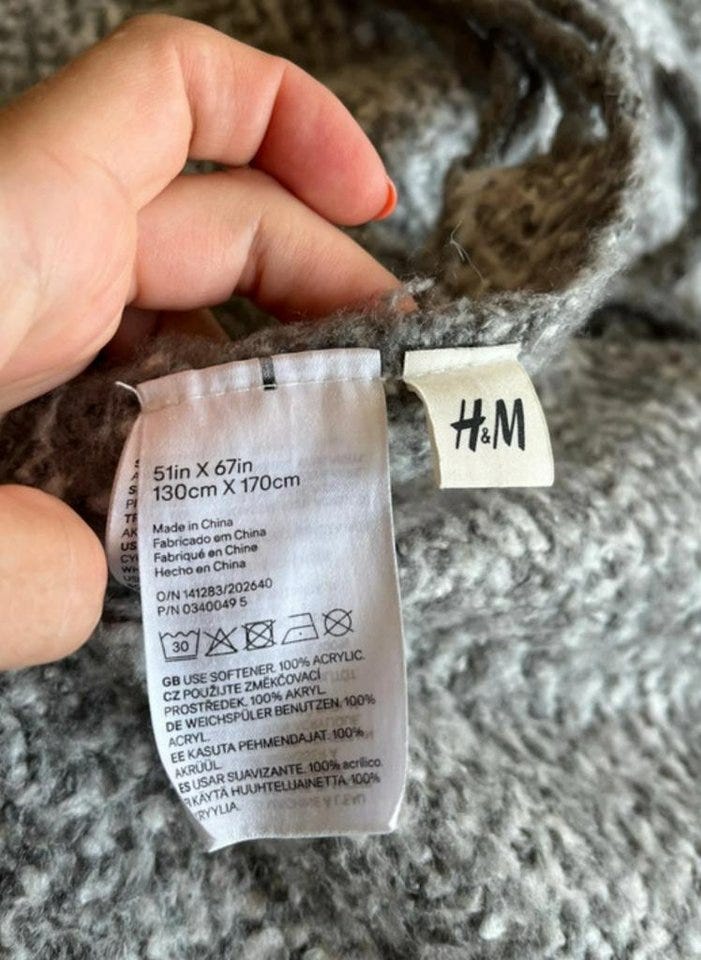 H&M
51in X 67in
130cm X 170cm
Made in China
Fabricado em China
Fabriqué en Chine
Hecho en China
O/N 141283/202640
P/N 0340049 5
30
GB USE SOFTENER. 100% ACRYLIC.
CZ POUŽIJTE ZMĚKČOVACÍ
PROSTŘEDEK. 100% AKRYL.
DE WEICHSPÜLER BENUTZEN. 100%
ACRYL.
EE KASUTA PEHMENDAJAT. 100%
AKRÜÜL.
ES USAR SUAVIZANTE. 100% acrílico.
KÄYTÄ HUUHTELUAINETTA. 100%